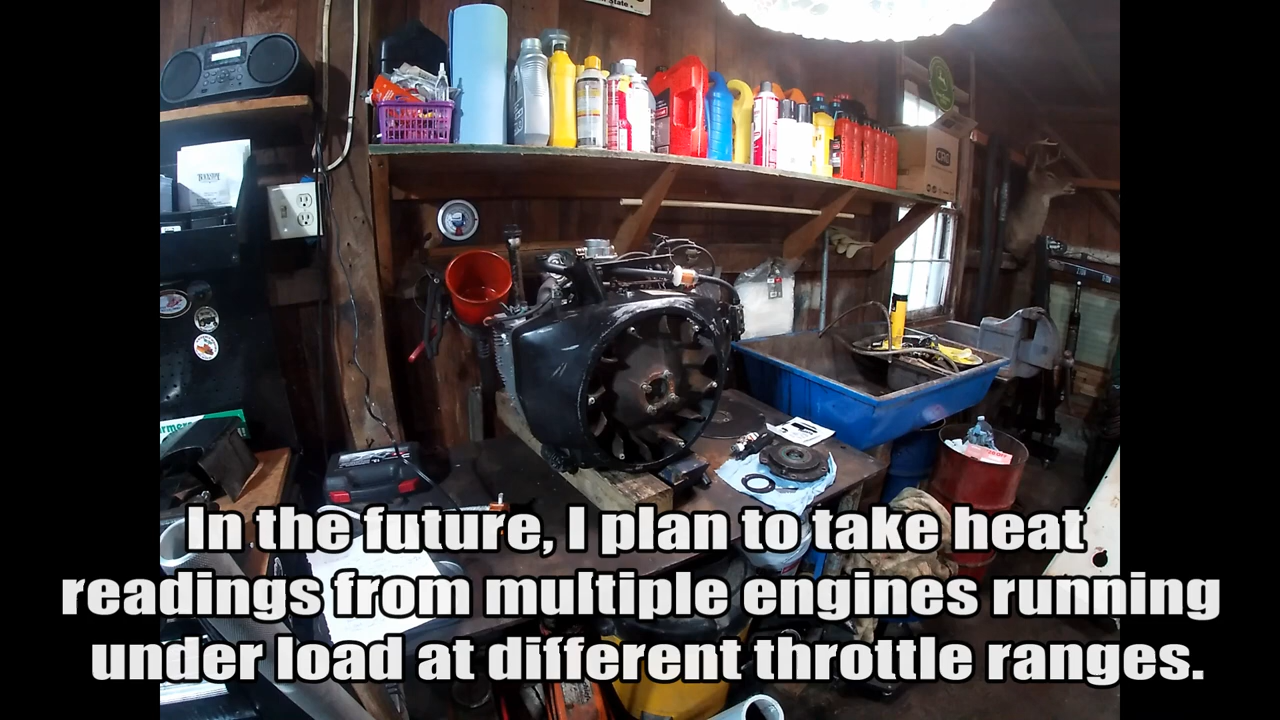 In the future, I plan to take heat
readings from multiple engines running
under load at different throttle ranges.